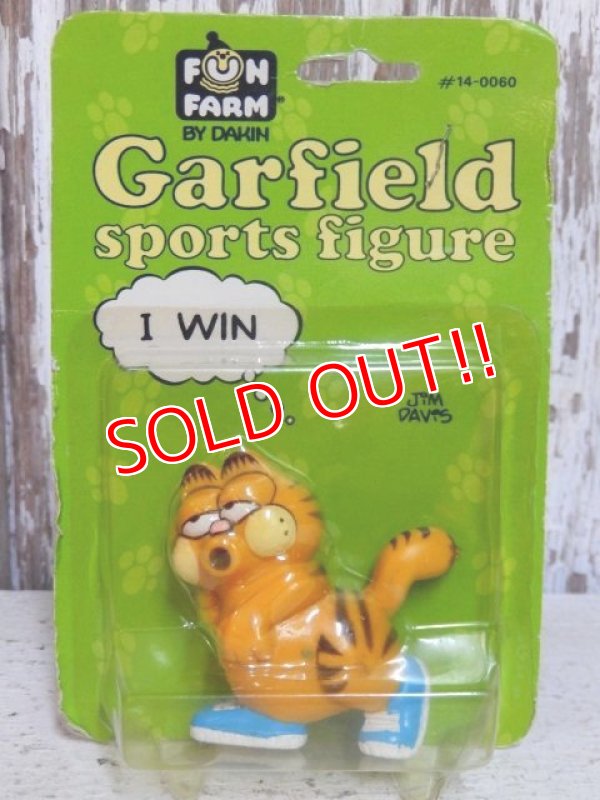 FUN
FARM®
BY DAKIN
#14-0060
Garfield
sports figure
I WIN
SOLD OUT!!
JIM
DAVIS